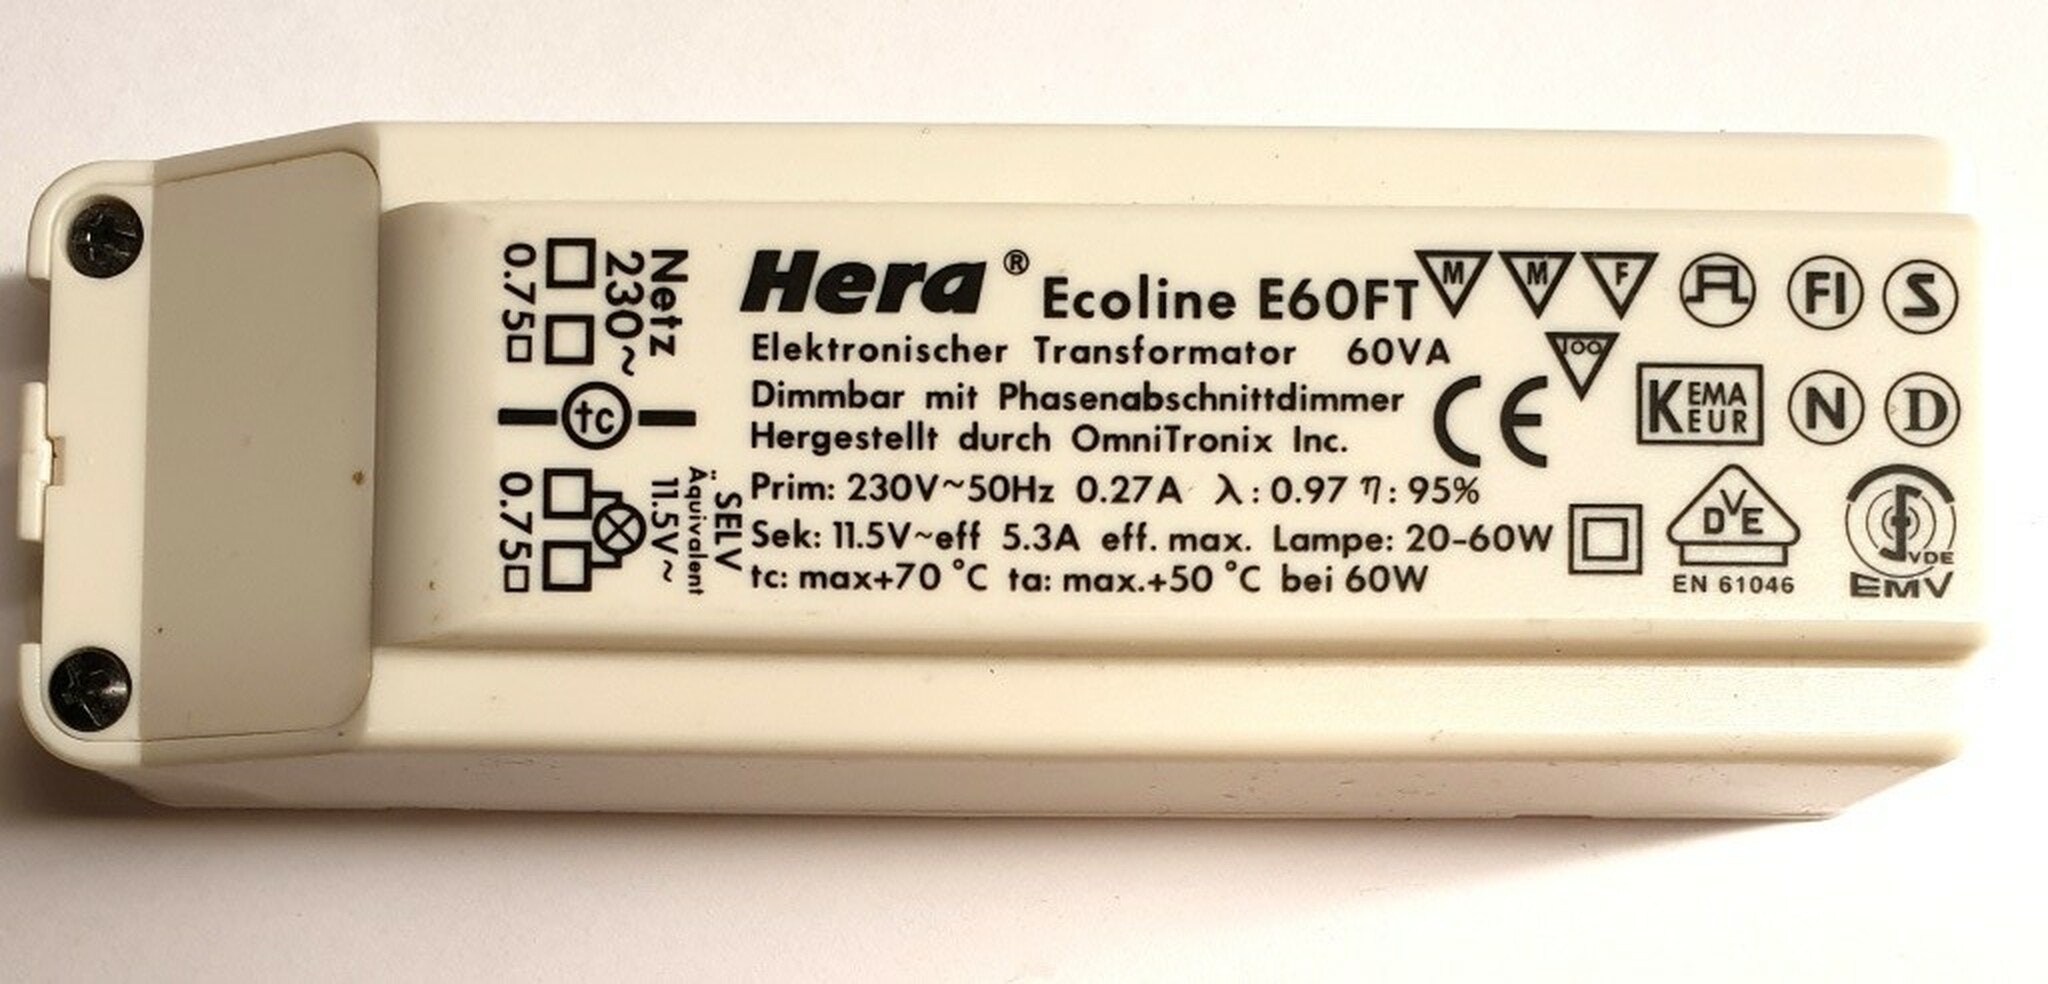 Netz
230~
0.75
tc
SELV
Äquivalent
11.5V~
0.75
Hera ® Ecoline E60FT
Elektronischer Transformator 60VA
Dimmbar mit Phasenabschnittdimmer
Hergestellt durch OmniTronix Inc.
Prim: 230V~50Hz 0.27A λ: 0.97 η: 95%
Sek: 11.5V~eff 5.3A eff. max. Lampe: 20-60W
tc: max+70 °C ta: max.+50 °C bei 60W
M M F
100
CE
FI S
KEMA
KEUR
N D
DVE
EN 61046
VDE
EMV